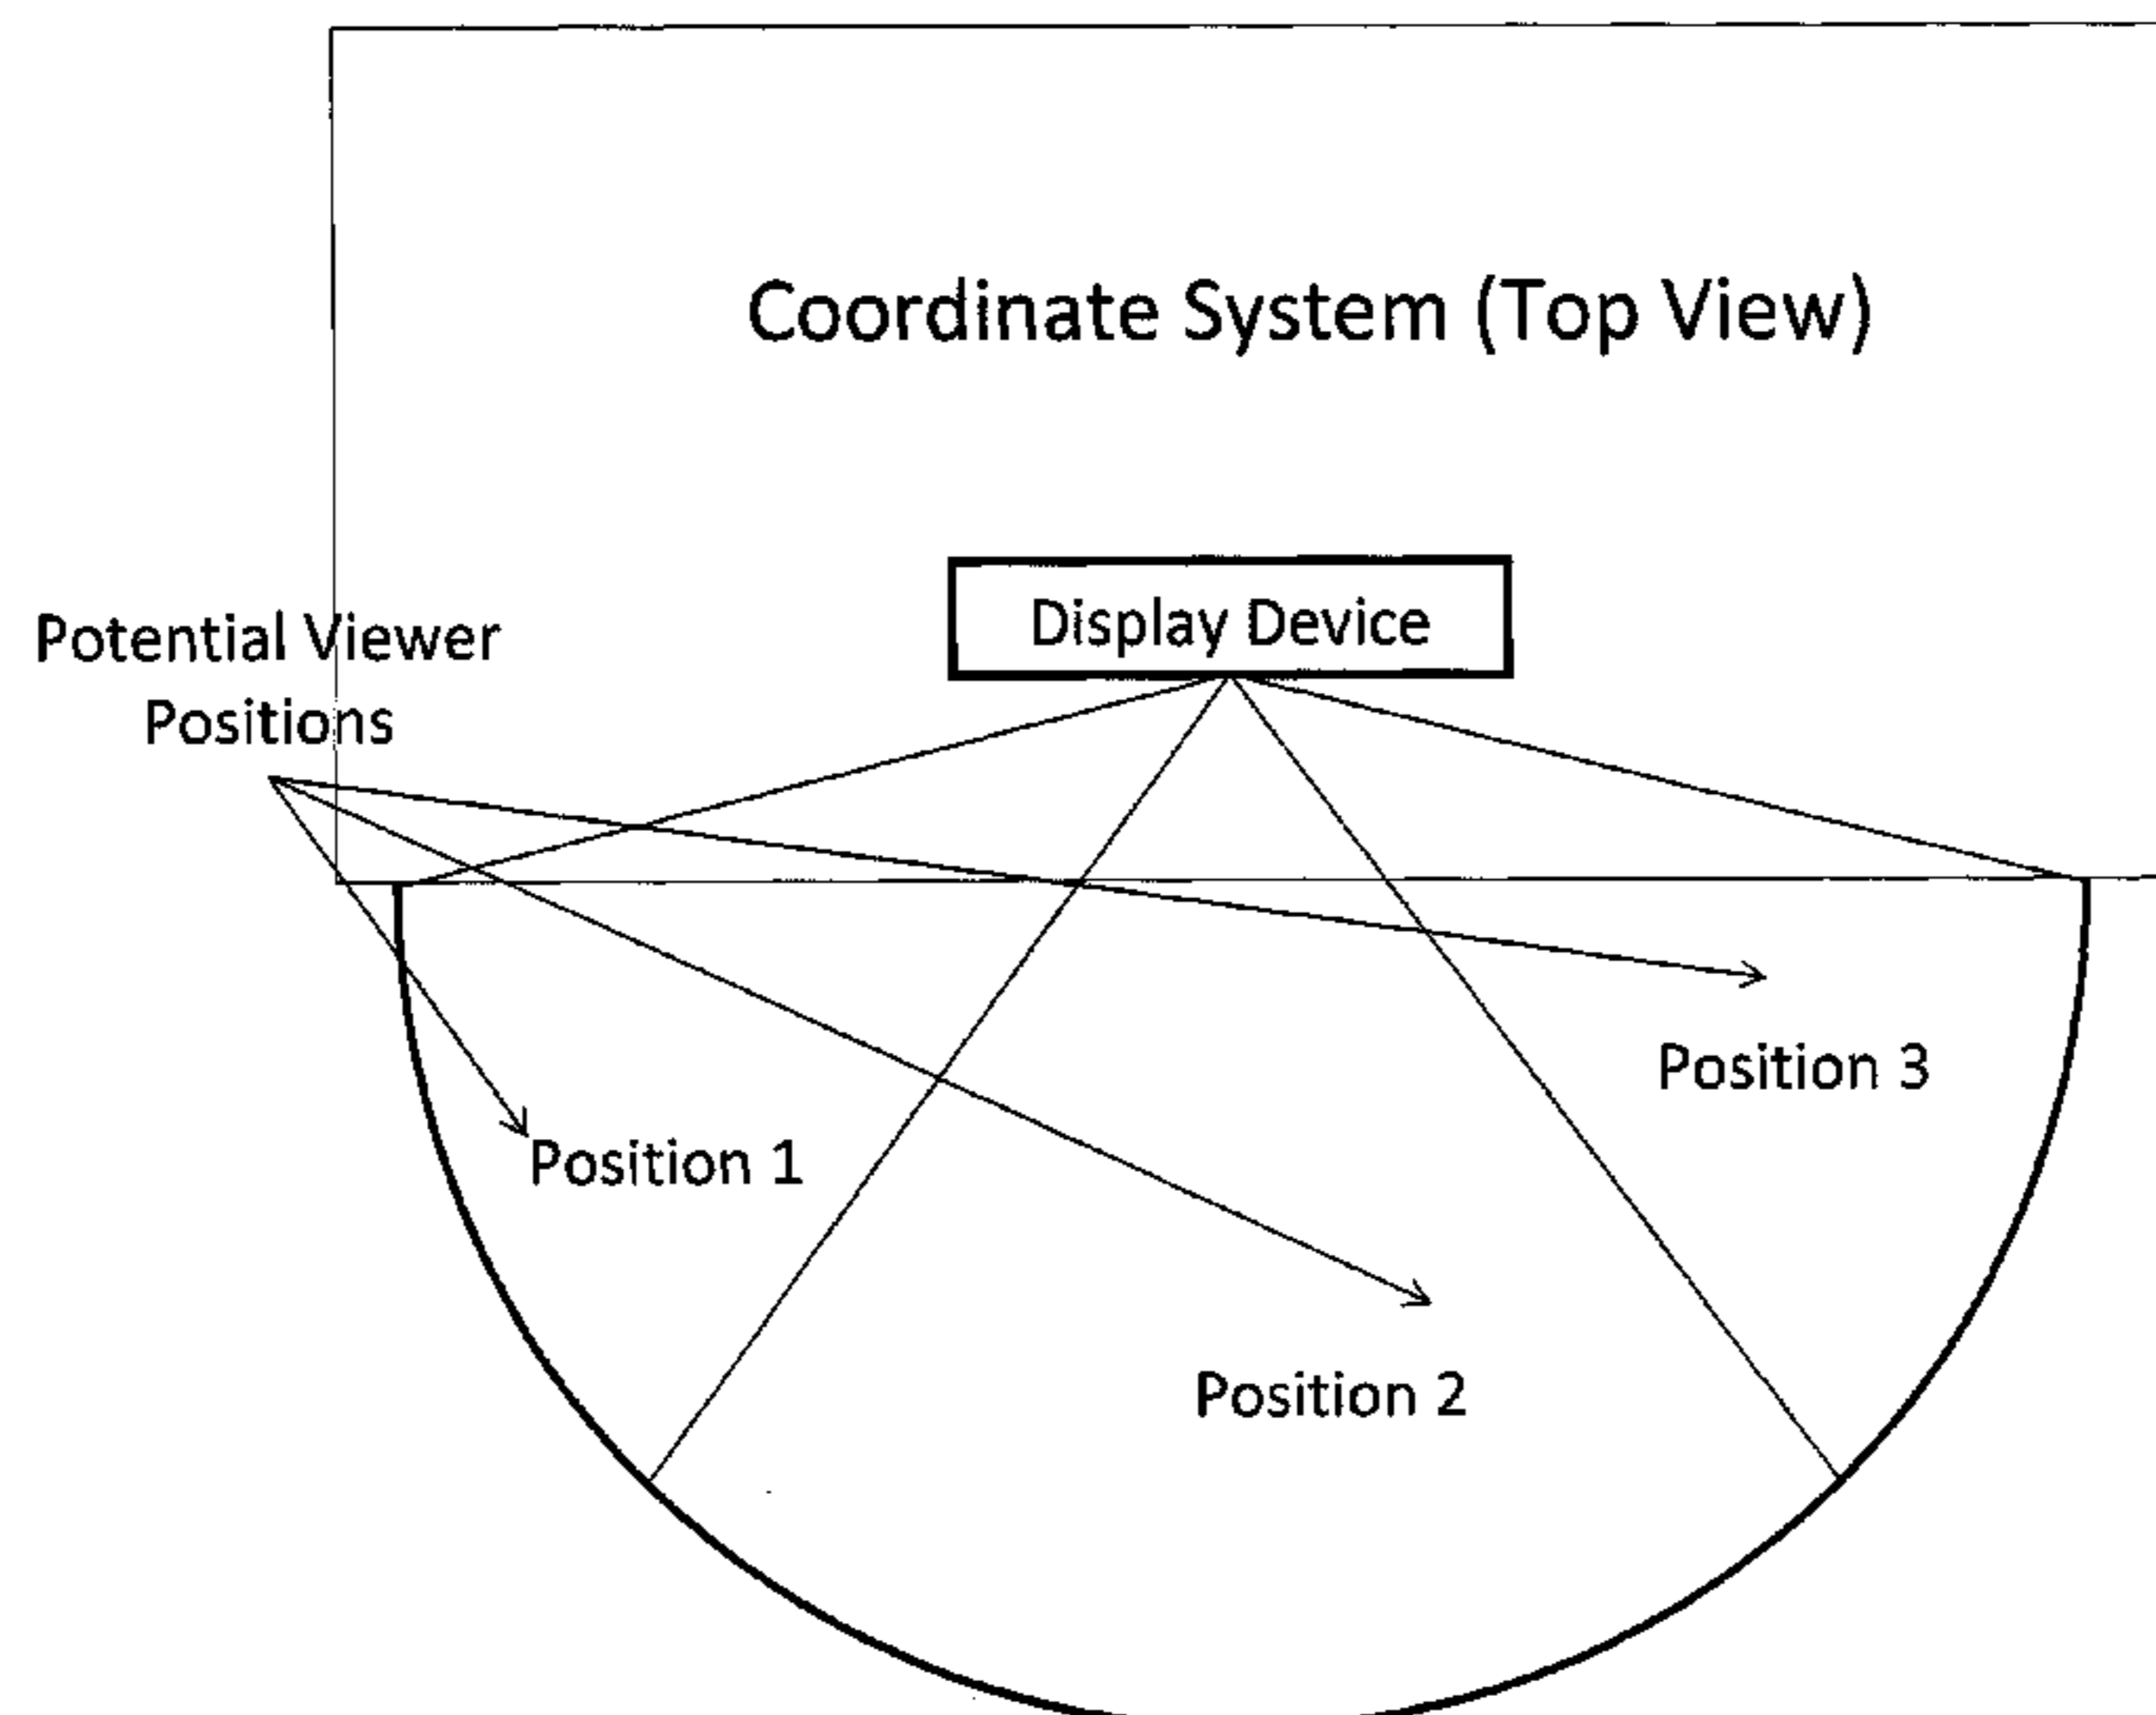 Coordinate System (Top View)
Display Device
Potential Viewer
Positions
Position 3
Position 1
Position 2